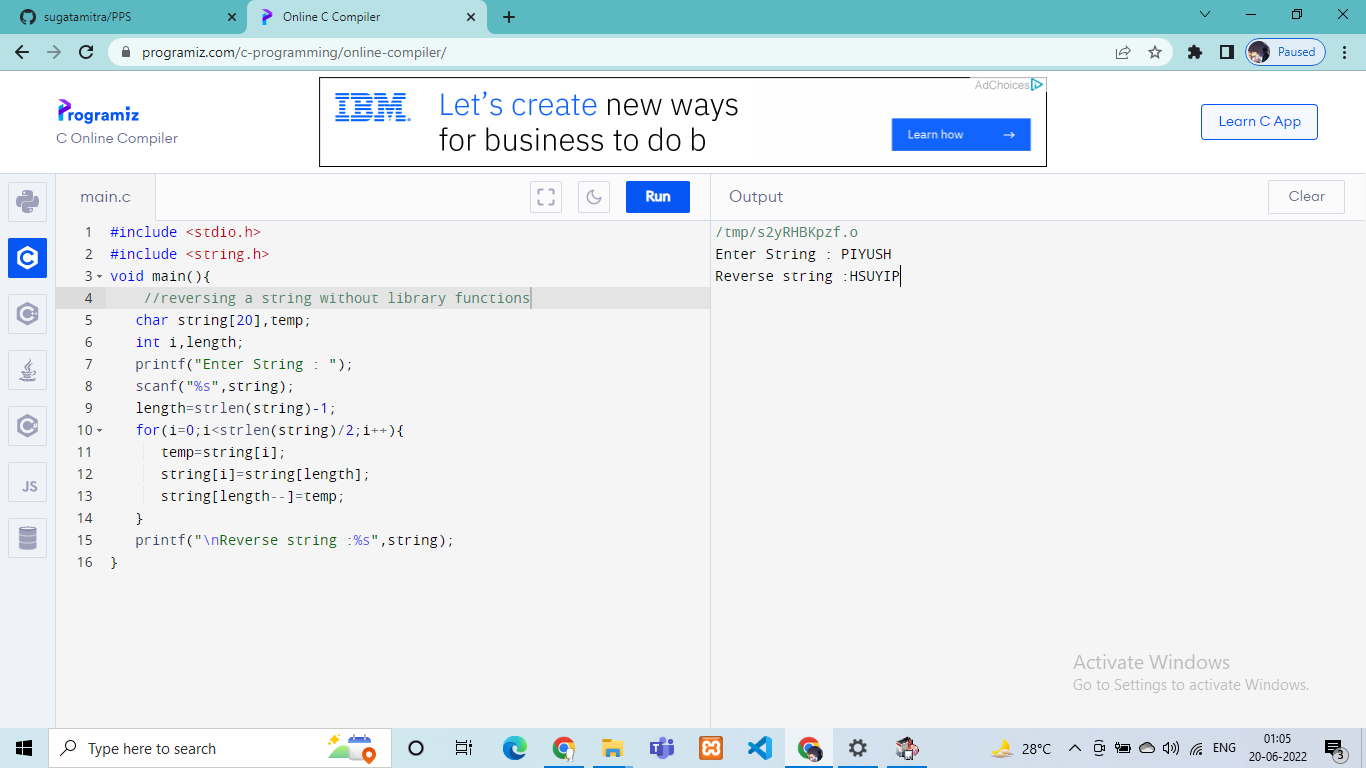 sugatamitra/PPS
Online C Compiler
programiz.com/c-programming/online-compiler/
Paused
Programiz
C Online Compiler
IBM
Let's create new ways
for business to do b
AdChoices
Learn how →
Learn C App
main.c
Run
Output
Clear
1 #include <stdio.h>
2 #include <string.h>
3 void main(){
4 //reversing a string without library functions
5 char string[20],temp;
6 int i,length;
7 printf("Enter String : ");
8 scanf("%s",string);
9 length=strlen(string)-1;
10 for(i=0;i<strlen(string)/2;i++){
11 temp=string[i];
12 string[i]=string[length];
13 string[length--]=temp;
14 }
15 printf("\nReverse string :%s",string);
16 }
/tmp/s2yRHBKpzf.o
Enter String : PIYUSH
Reverse string :HSUYIP
JS
Activate Windows
Go to Settings to activate Windows.
Type here to search
28°C
ENG
01:05
20-06-2022
3